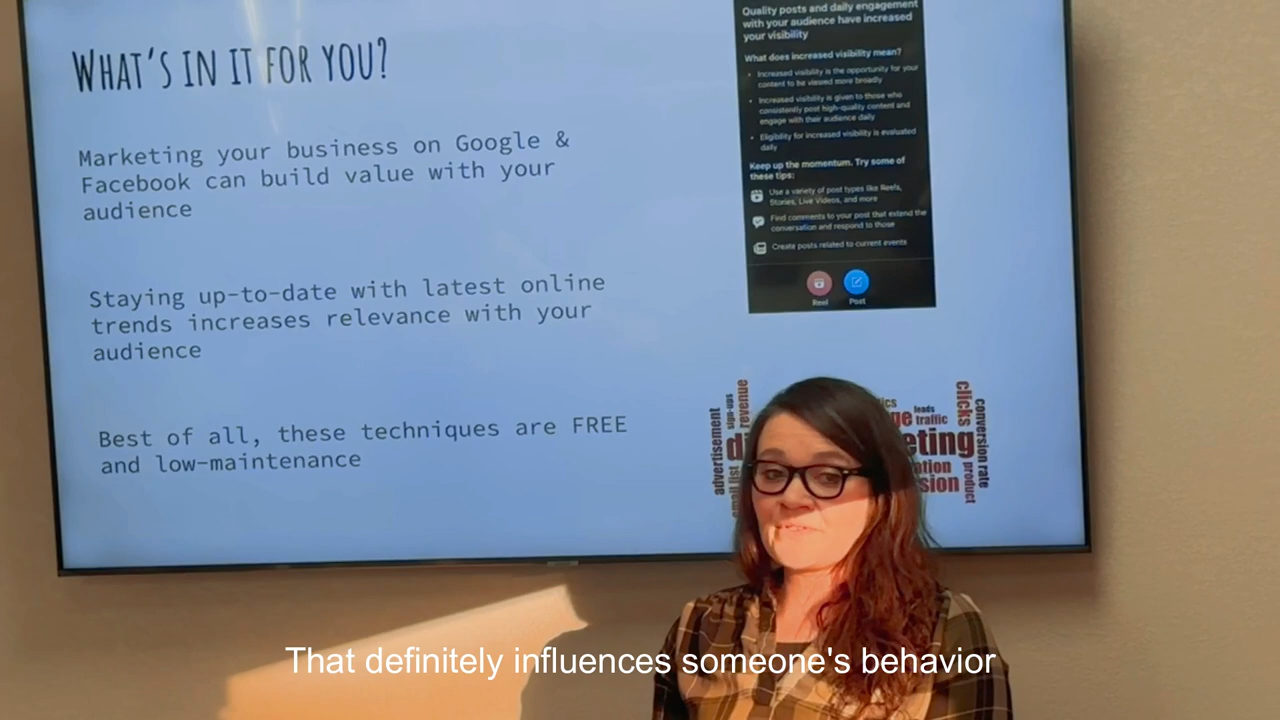 WHAT'S IN IT FOR YOU?
Marketing your business on Google &
Facebook can build value with your
audience
Staying up-to-date with latest online
trends increases relevance with your
audience
Best of all, these techniques are FREE
and low-maintenance
Quality posts and daily engagement
with your audience have increased
your visibility
What does increased visibility mean?
• Increased visibility is the opportunity for your
content to be viewed more broadly
• Increased visibility is given to those who
consistently post high-quality content and
engage with their audience daily
• Eligibility for increased visibility is evaluated
daily
Keep up the momentum. Try some of
these tips:
Use a variety of post types like Reels,
Stories, Live Videos, and more
Find comments to your post that extend the
conversation and respond to those
Create posts related to current events
Reel
Post
advertisement
sign-ups
revenue
email list
leads
traffic
clicks
conversion rate
product
That definitely influences someone's behavior